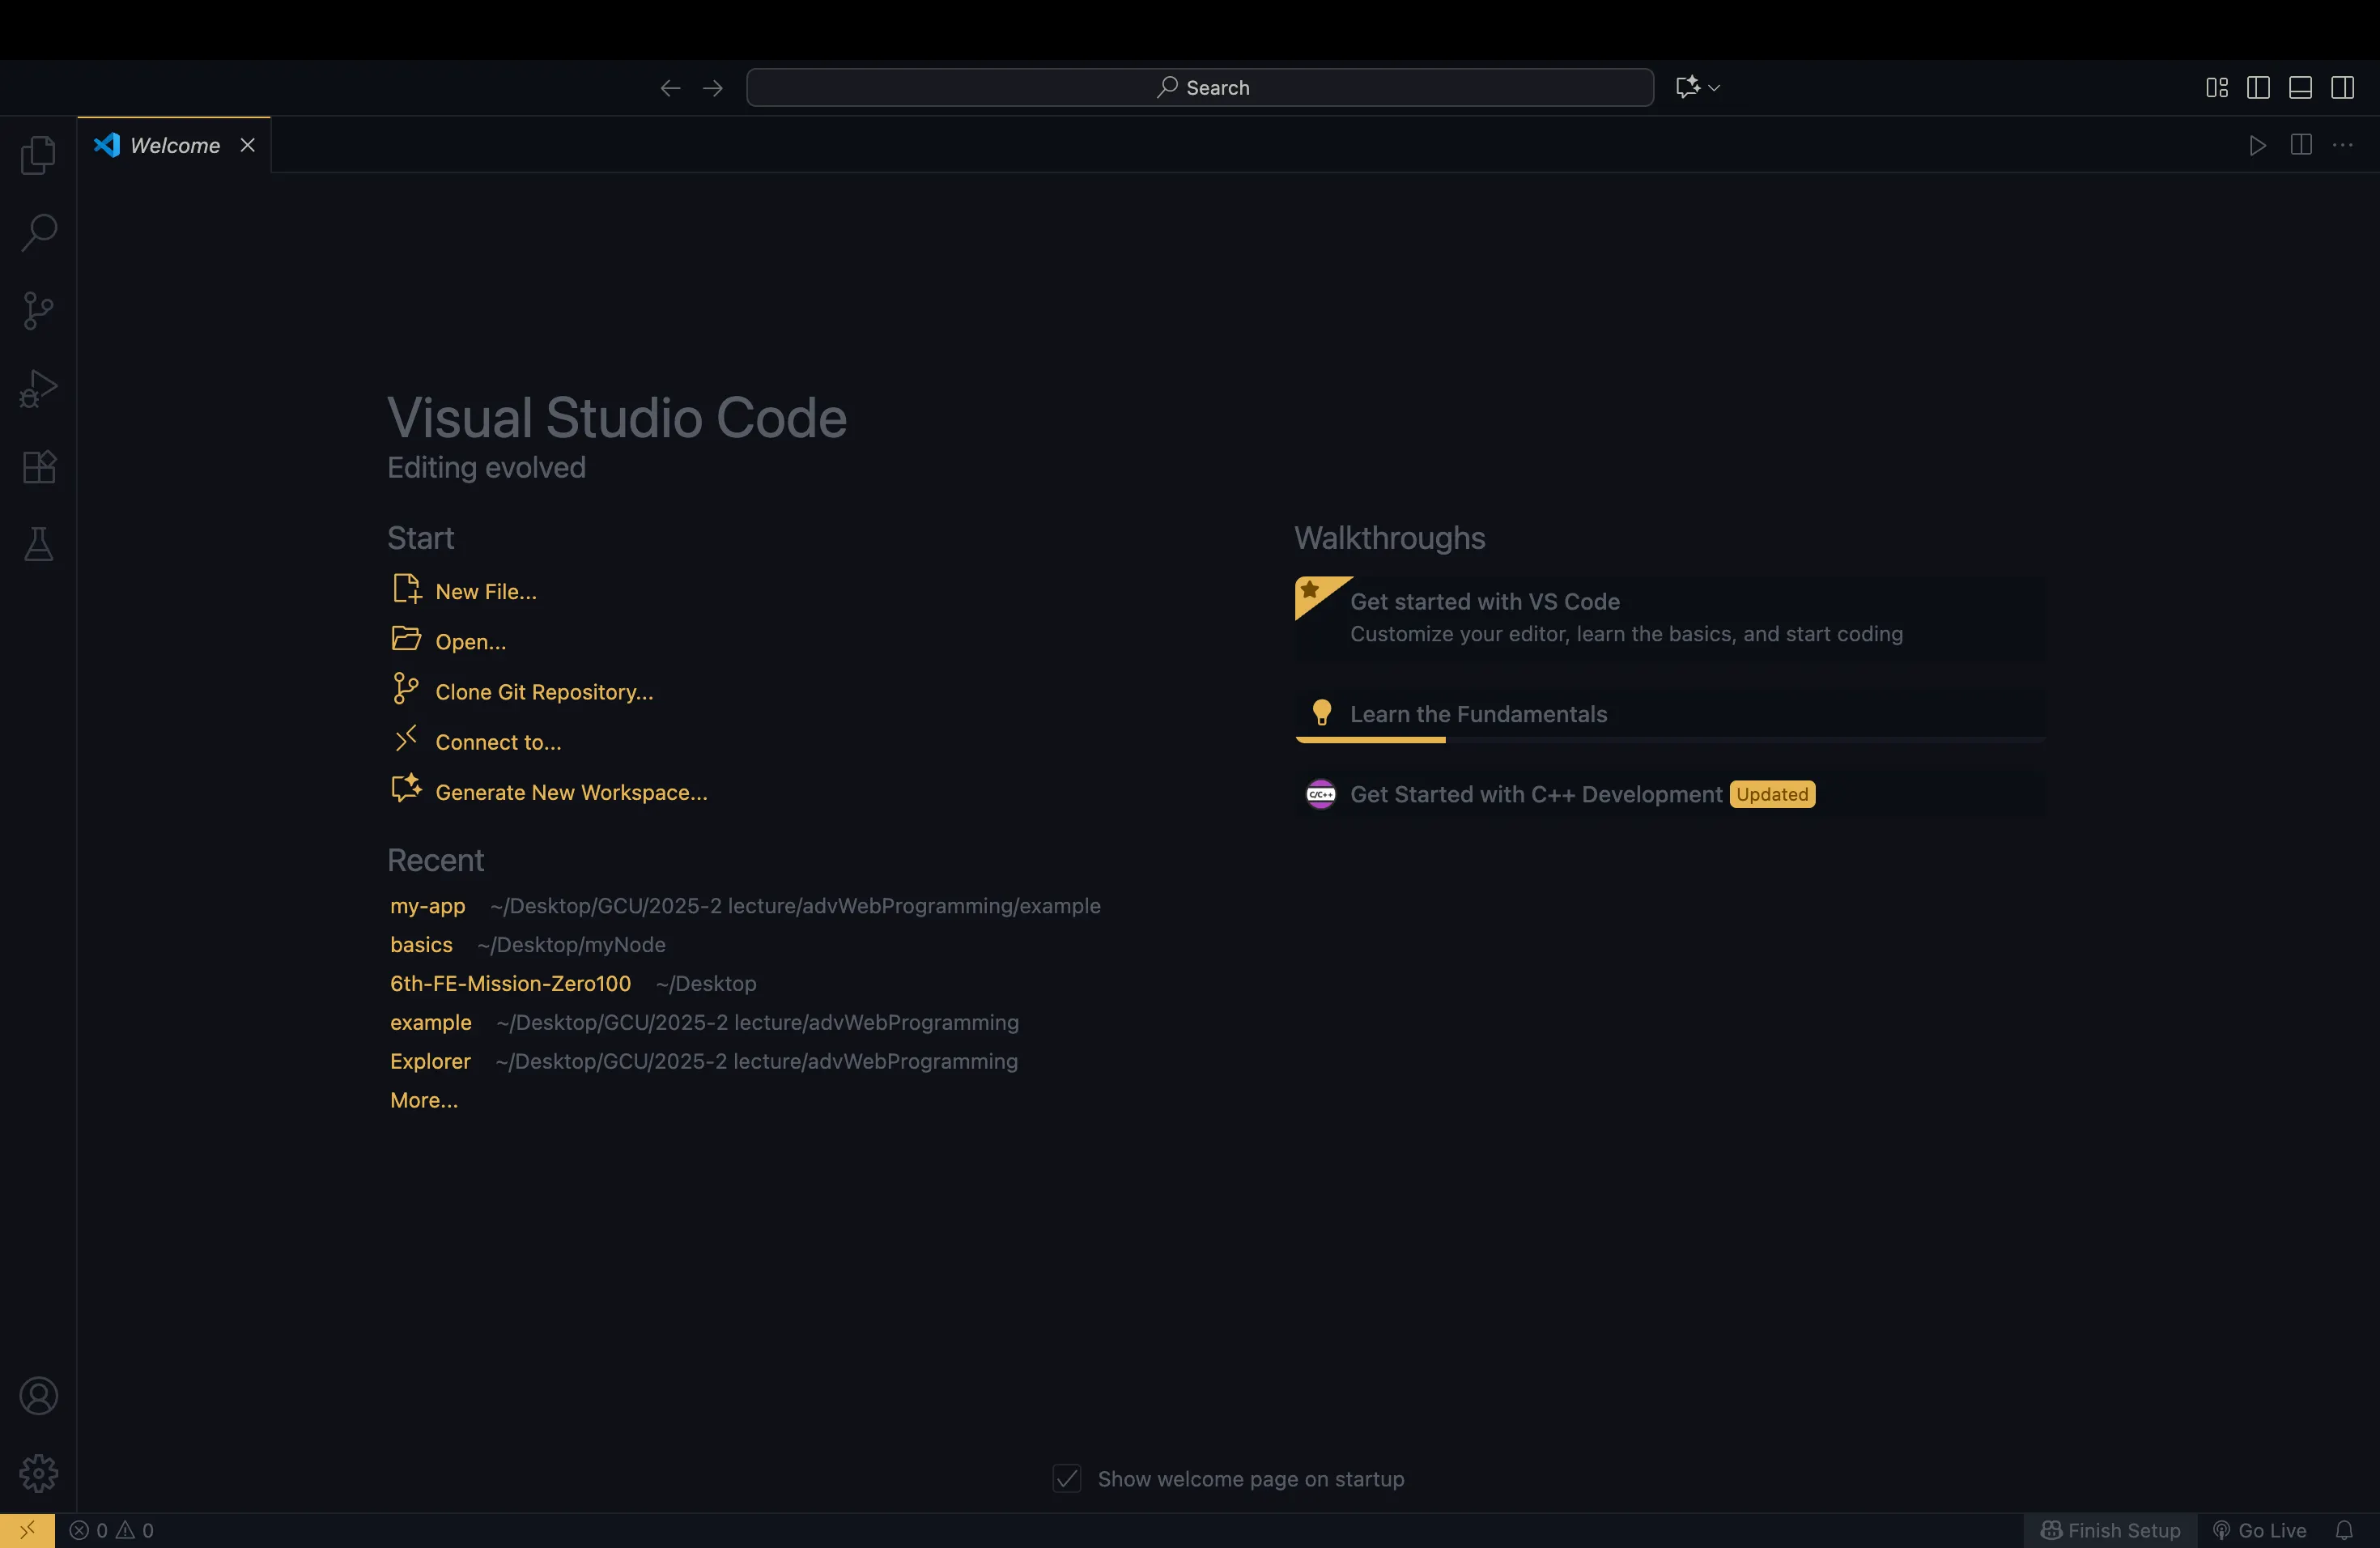 Search
Welcome
Visual Studio Code
Editing evolved
Start
New File...
Open...
Clone Git Repository...
Connect to...
Generate New Workspace...
Recent
my-app ~/Desktop/GCU/2025-2 lecture/advWebProgramming/example
basics ~/Desktop/myNode
6th-FE-Mission-Zero100 ~/Desktop
example ~/Desktop/GCU/2025-2 lecture/advWebProgramming
Explorer ~/Desktop/GCU/2025-2 lecture/advWebProgramming
More...
Walkthroughs
Get started with VS Code
Customize your editor, learn the basics, and start coding
Learn the Fundamentals
C/C++ Get Started with C++ Development Updated
Show welcome page on startup
0 0 Finish Setup Go Live